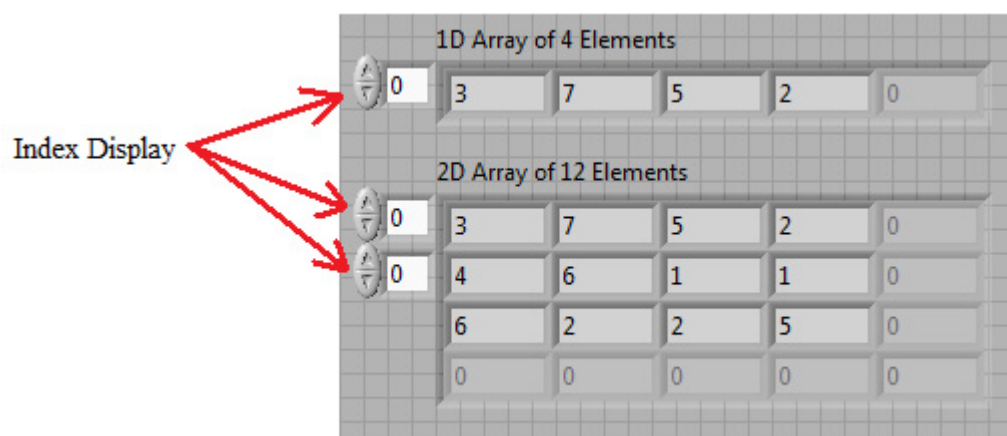 1D Array of 4 Elements
0 3 7 5 2 0
Index Display
2D Array of 12 Elements
0 3 7 5 2 0
0 4 6 1 1 0
6 2 2 5 0
0 0 0 0 0